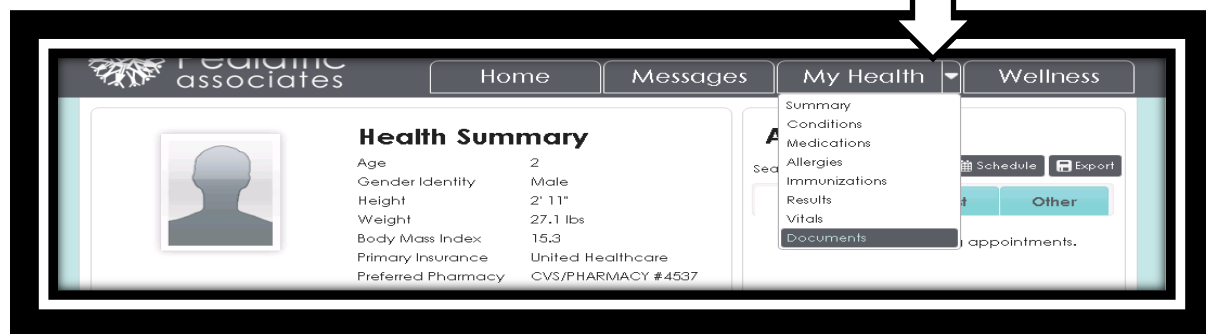 associates
Home
Messages
My Health
Wellness
Health Summary
Age 2
Gender Identity Male
Height 2' 11"
Weight 27.1 lbs
Body Mass Index 15.3
Primary Insurance United Healthcare
Preferred Pharmacy CVS/PHARMACY #4537
Summary
Conditions
Medications
Allergies
Immunizations
Results
Vitals
Documents
Schedule
Export
Other
appointments.